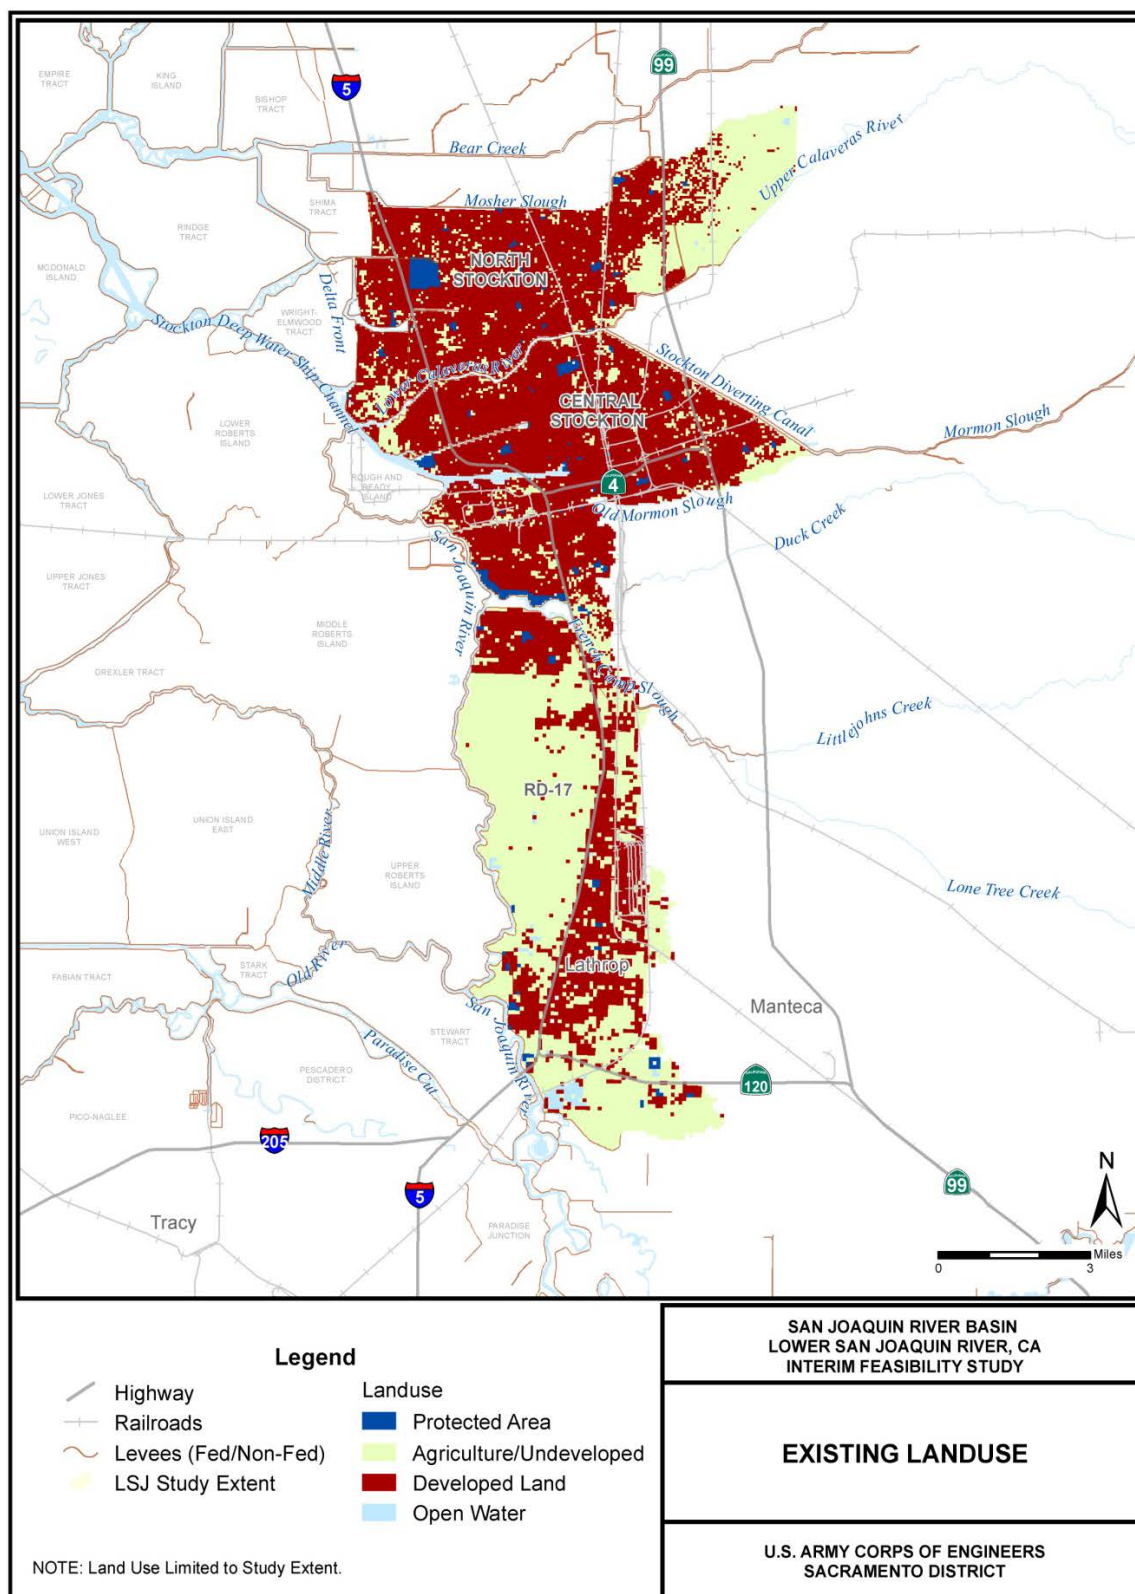 EMPIRE
TRACT
KING
ISLAND
BISHOP
TRACT
5
99
Bear Creek
Upper Calaveras River
Mosher Slough
SHIMA
TRACT
RINDGE
TRACT
MCDONALD
ISLAND
NORTH
STOCKTON
Delta Front
WRIGHT-
ELMWOOD
TRACT
Stockton Deep Water Ship Channel
Lower Calaveras River
Stockton Diverting Canal
CENTRAL
STOCKTON
Mormon Slough
LOWER
ROBERTS
ISLAND
ROUGH AND
READY
ISLAND
4
LOWER JONES
TRACT
Old Mormon Slough
Duck Creek
San Joaquin River
UPPER JONES
TRACT
MIDDLE
ROBERTS
ISLAND
French Camp Slough
DREXLER TRACT
Littlejohns Creek
RD-17
UNION ISLAND
WEST
UNION ISLAND
EAST
Middle River
UPPER
ROBERTS
ISLAND
Lone Tree Creek
Old River
STARK
TRACT
FABIAN TRACT
Lathrop
Manteca
San Joaquin River
STEWART
TRACT
Paradise Cut
PESCADERO
DISTRICT
CALIFORNIA
120
PICO-NAGLEE
205
5
99
N
Tracy
PARADISE
JUNCTION
Miles
0 3
Legend
Highway
Railroads
Levees (Fed/Non-Fed)
LSJ Study Extent
Landuse
Protected Area
Agriculture/Undeveloped
Developed Land
Open Water
NOTE: Land Use Limited to Study Extent.
SAN JOAQUIN RIVER BASIN
LOWER SAN JOAQUIN RIVER, CA
INTERIM FEASIBILITY STUDY
EXISTING LANDUSE
U.S. ARMY CORPS OF ENGINEERS
SACRAMENTO DISTRICT